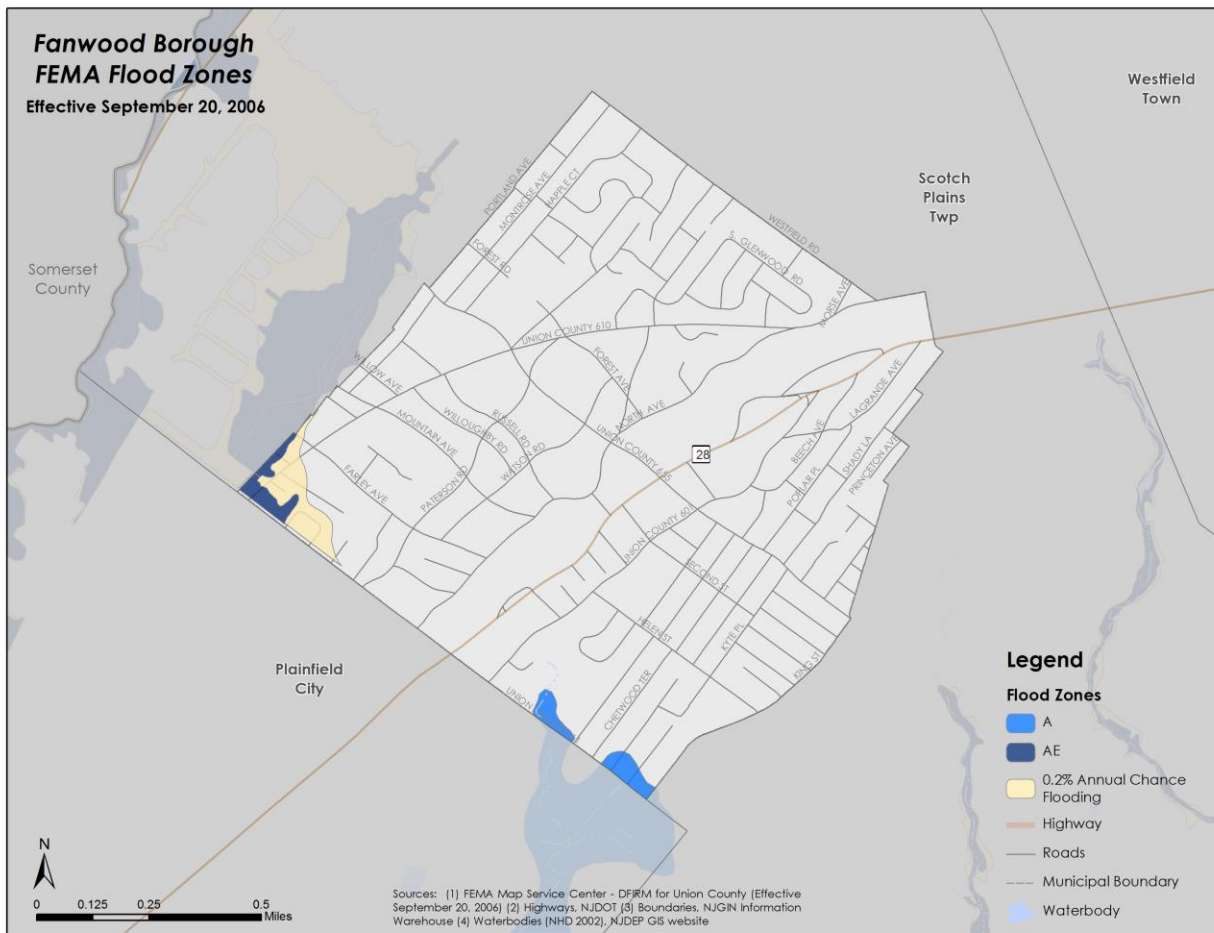 Fanwood Borough
FEMA Flood Zones
Effective September 20, 2006
Westfield
Town
Scotch
Plains
Twp
Somerset
County
PORTLAND AVE
MONTROSE AVE
HAPPLE CT
FOREST RD
WESTFIELD RD
S. GLENWOOD RD
MORSE AVE
UNION COUNTY 610
WILLOW AVE
FOREST AVE
NORTH AVE
LAGRANDE AVE
RUSSELL RD
WILLOUGHBY RD
MOUNTAIN AVE
WATSON RD
PATERSON RD
FARLEY AVE
UNION COUNTY 655
28
BEECH AVE
SHADY LA
PRINCETON AVE
POPLAR PL
UNION COUNTY 601
SECOND ST
HELEN ST
KYTE PL
KING ST
CHETWOOD TER
UNION
Plainfield
City
Legend
Flood Zones
A
AE
0.2% Annual Chance
Flooding
Highway
Roads
Municipal Boundary
Waterbody
N
0 0.125 0.25 0.5
Miles
Sources: (1) FEMA Map Service Center - DFIRM for Union County (Effective
September 20, 2006) (2) Highways, NJDOT (3) Boundaries, NJGIN Information
Warehouse (4) Waterbodies (NHD 2002), NJDEP GIS website